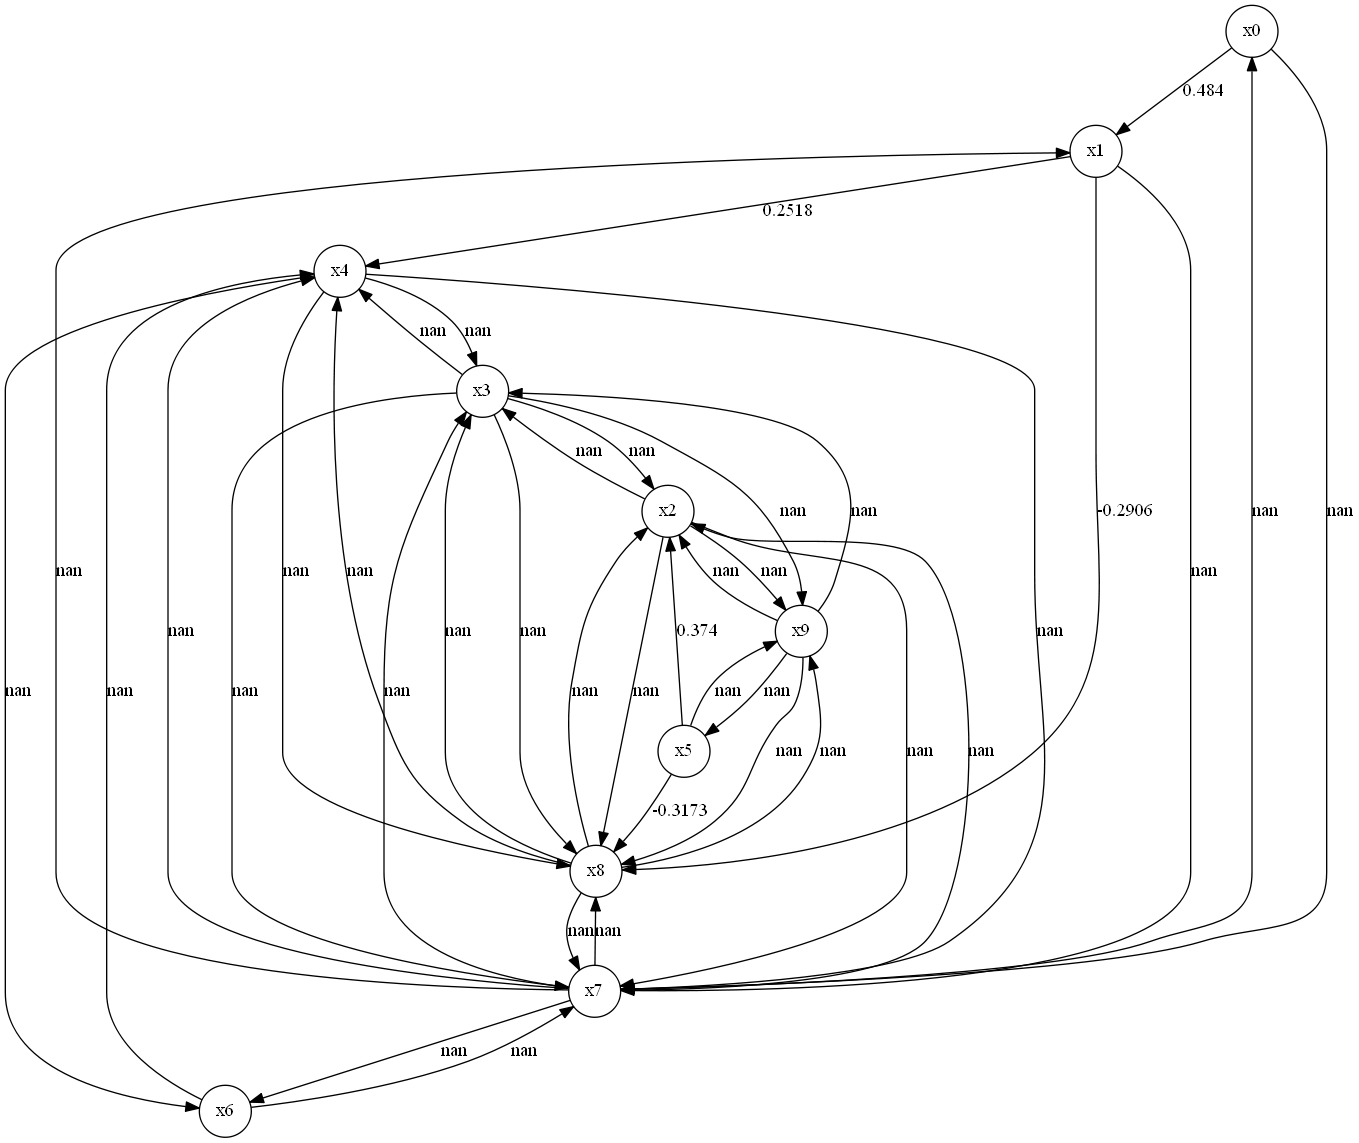 x0
0.484
x1
0.2518
x4
nan nan
x3
nan nan
x2 nan nan -0.2906 nan nan
nan nan nan nan nan nan
x9
nan 0.374 nan
nan nan nan nan nan nan nan nan nan
x5 nan nan nan nan
-0.3173
x8
nan nan
x7
nan nan
x6